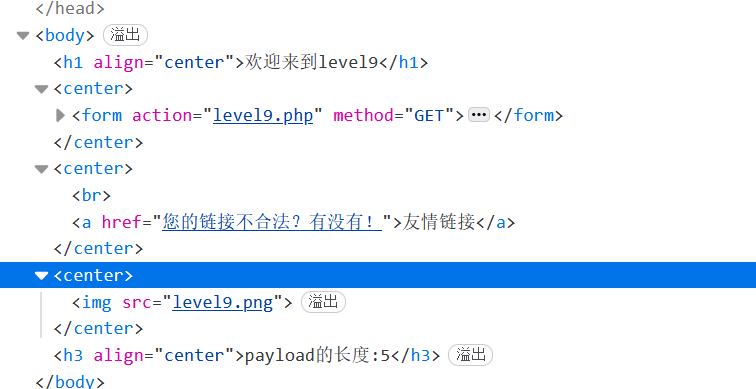 </head>
<body> 溢出
<h1 align="center">欢迎来到level9</h1>
<center>
<form action="level9.php" method="GET">•••</form>
</center>
<center>
<br>
<a href="您的链接不合法？有没有！">友情链接</a>
</center>
<center>
<img src="level9.png"> 溢出
</center>
<h3 align="center">payload的长度:5</h3> 溢出
</body>